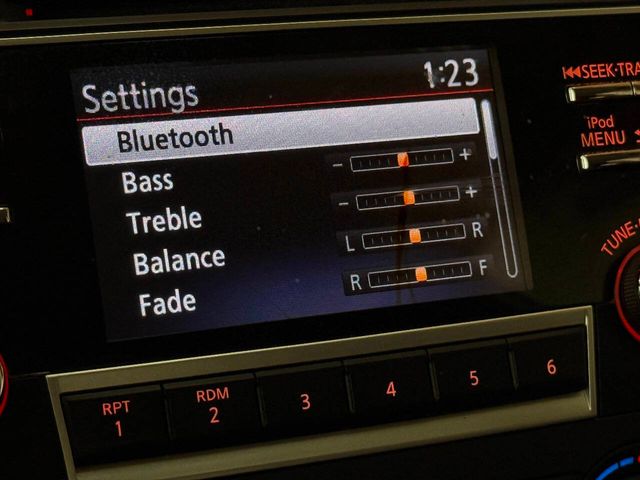 Settings 1:23
Bluetooth
Bass - +
Treble - +
Balance L R
Fade R F
SEEK·TRA
iPod
MENU
TUNE·
RPT
1
RDM
2
3
4
5
6